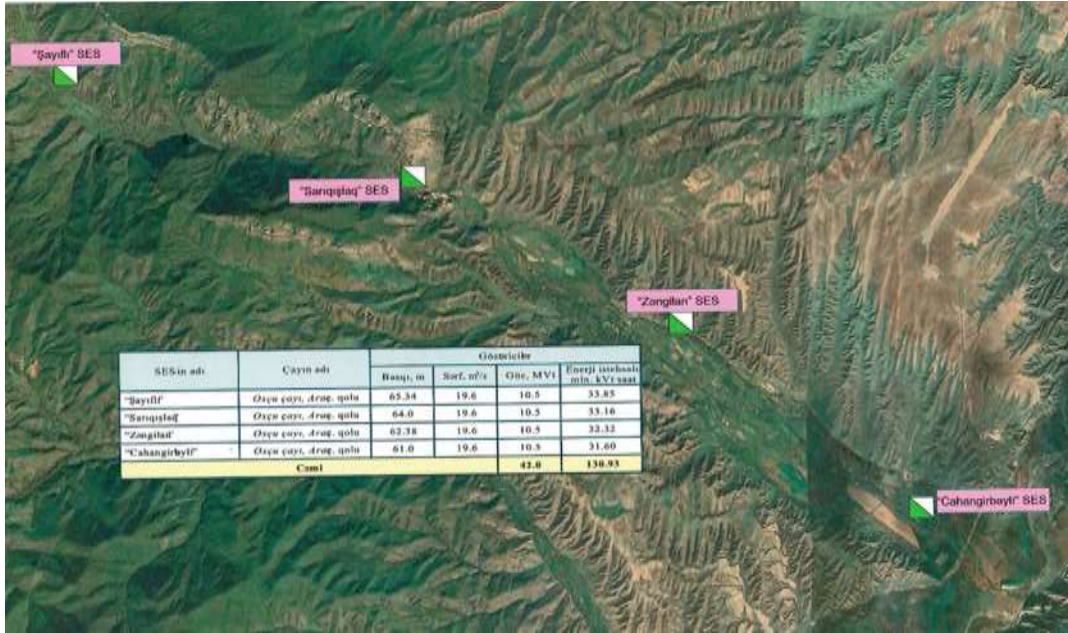 "Şayıflı" SES
"Sarıqışlaq" SES
"Zəngilan" SES
"Cahangirbəyli" SES
SES-in adı Çayın adı Göstəricilər
Basqı, m Sərf, m³/s Güc, MVt Enerji istehsalı
mln. kVt saat
"Şayıflı" Oxçu çayı, Araz. qolu 65.34 19.6 10.5 33.85
"Sarıqışlaq" Oxçu çayı, Araz. qolu 64.0 19.6 10.5 33.16
"Zəngilan" Oxçu çayı, Araz. qolu 62.38 19.6 10.5 32.32
"Cahangirbəyli" Oxçu çayı, Araz. qolu 61.0 19.6 10.5 31.60
Cəmi 42.0 130.93